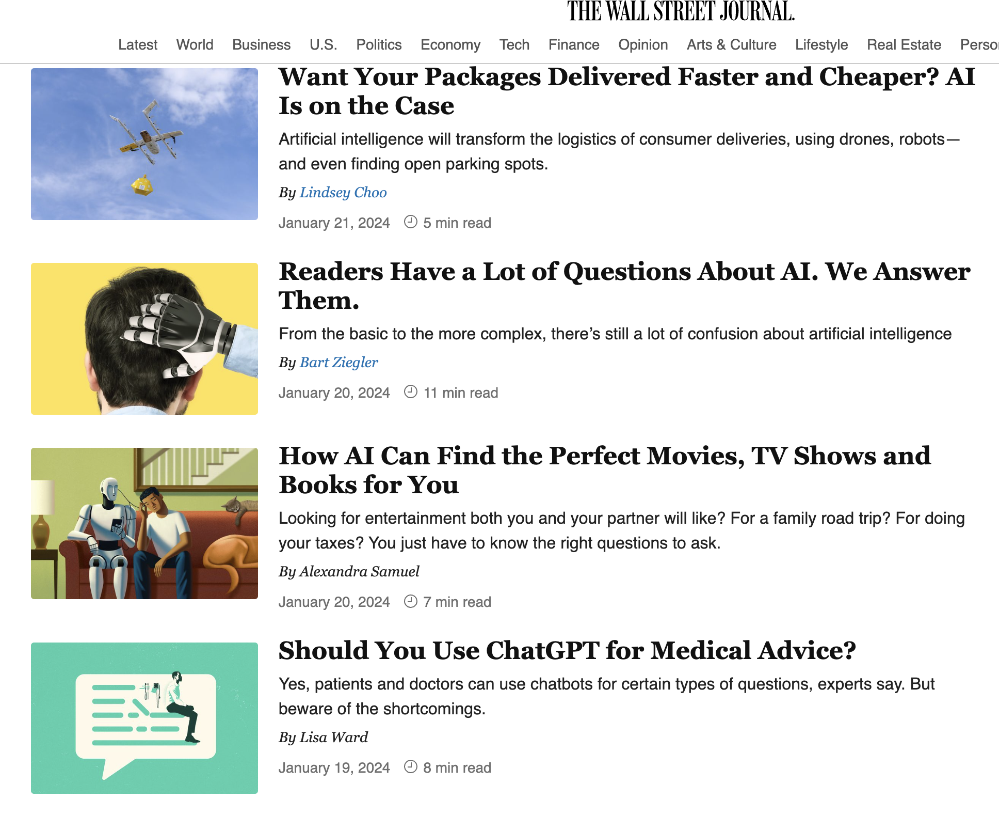 THE WALL STREET JOURNAL.
Latest World Business U.S. Politics Economy Tech Finance Opinion Arts & Culture Lifestyle Real Estate Perso
Want Your Packages Delivered Faster and Cheaper? AI
Is on the Case
Artificial intelligence will transform the logistics of consumer deliveries, using drones, robots—
and even finding open parking spots.
By Lindsey Choo
January 21, 2024 5 min read
Readers Have a Lot of Questions About AI. We Answer
Them.
From the basic to the more complex, there’s still a lot of confusion about artificial intelligence
By Bart Ziegler
January 20, 2024 11 min read
How AI Can Find the Perfect Movies, TV Shows and
Books for You
Looking for entertainment both you and your partner will like? For a family road trip? For doing
your taxes? You just have to know the right questions to ask.
By Alexandra Samuel
January 20, 2024 7 min read
Should You Use ChatGPT for Medical Advice?
Yes, patients and doctors can use chatbots for certain types of questions, experts say. But
beware of the shortcomings.
By Lisa Ward
January 19, 2024 8 min read